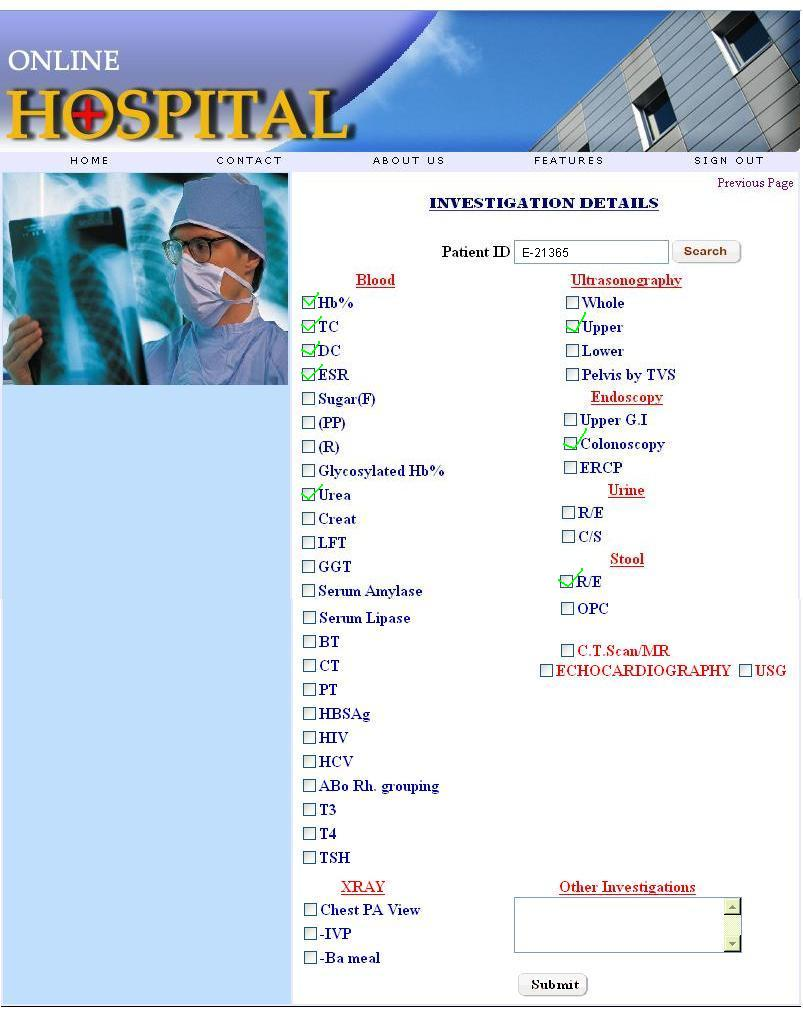 ONLINE
HOSPITAL
HOME CONTACT ABOUT US FEATURES SIGN OUT
Previous Page
INVESTIGATION DETAILS
Patient ID E-21365 Search
Blood
Hb%
TC
DC
ESR
Sugar(F)
(PP)
(R)
Glycosylated Hb%
Urea
Creat
LFT
GGT
Serum Amylase
Serum Lipase
BT
CT
PT
HBSAg
HIV
HCV
ABo Rh. grouping
T3
T4
TSH
XRAY
Chest PA View
-IVP
-Ba meal
Ultrasonography
Whole
Upper
Lower
Pelvis by TVS
Endoscopy
Upper G.I
Colonoscopy
ERCP
Urine
R/E
C/S
Stool
R/E
OPC
C.T.Scan/MR
ECHOCARDIOGRAPHY USG
Other Investigations
Submit